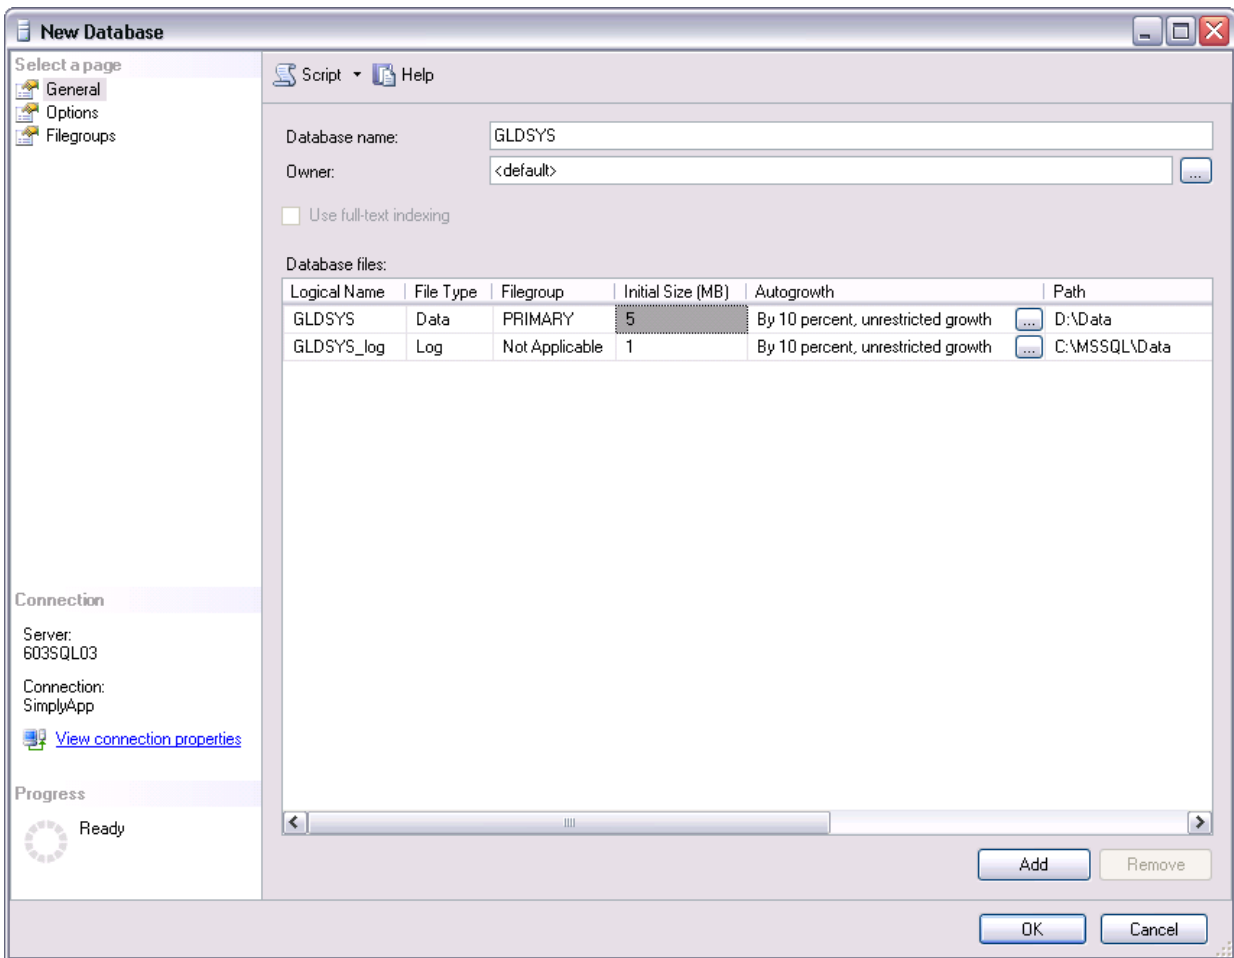 New Database
Select a page
General
Options
Filegroups
Script Help
Database name: GLDSYS
Owner: <default> ...
Use full-text indexing
Database files:
Logical Name File Type Filegroup Initial Size (MB) Autogrowth Path
GLDSYS Data PRIMARY 5 By 10 percent, unrestricted growth ... D:\Data
GLDSYS_log Log Not Applicable 1 By 10 percent, unrestricted growth ... C:\MSSQL\Data
Connection
Server:
603SQL03
Connection:
SimplyApp
View connection properties
Progress
Ready
Add Remove
OK Cancel